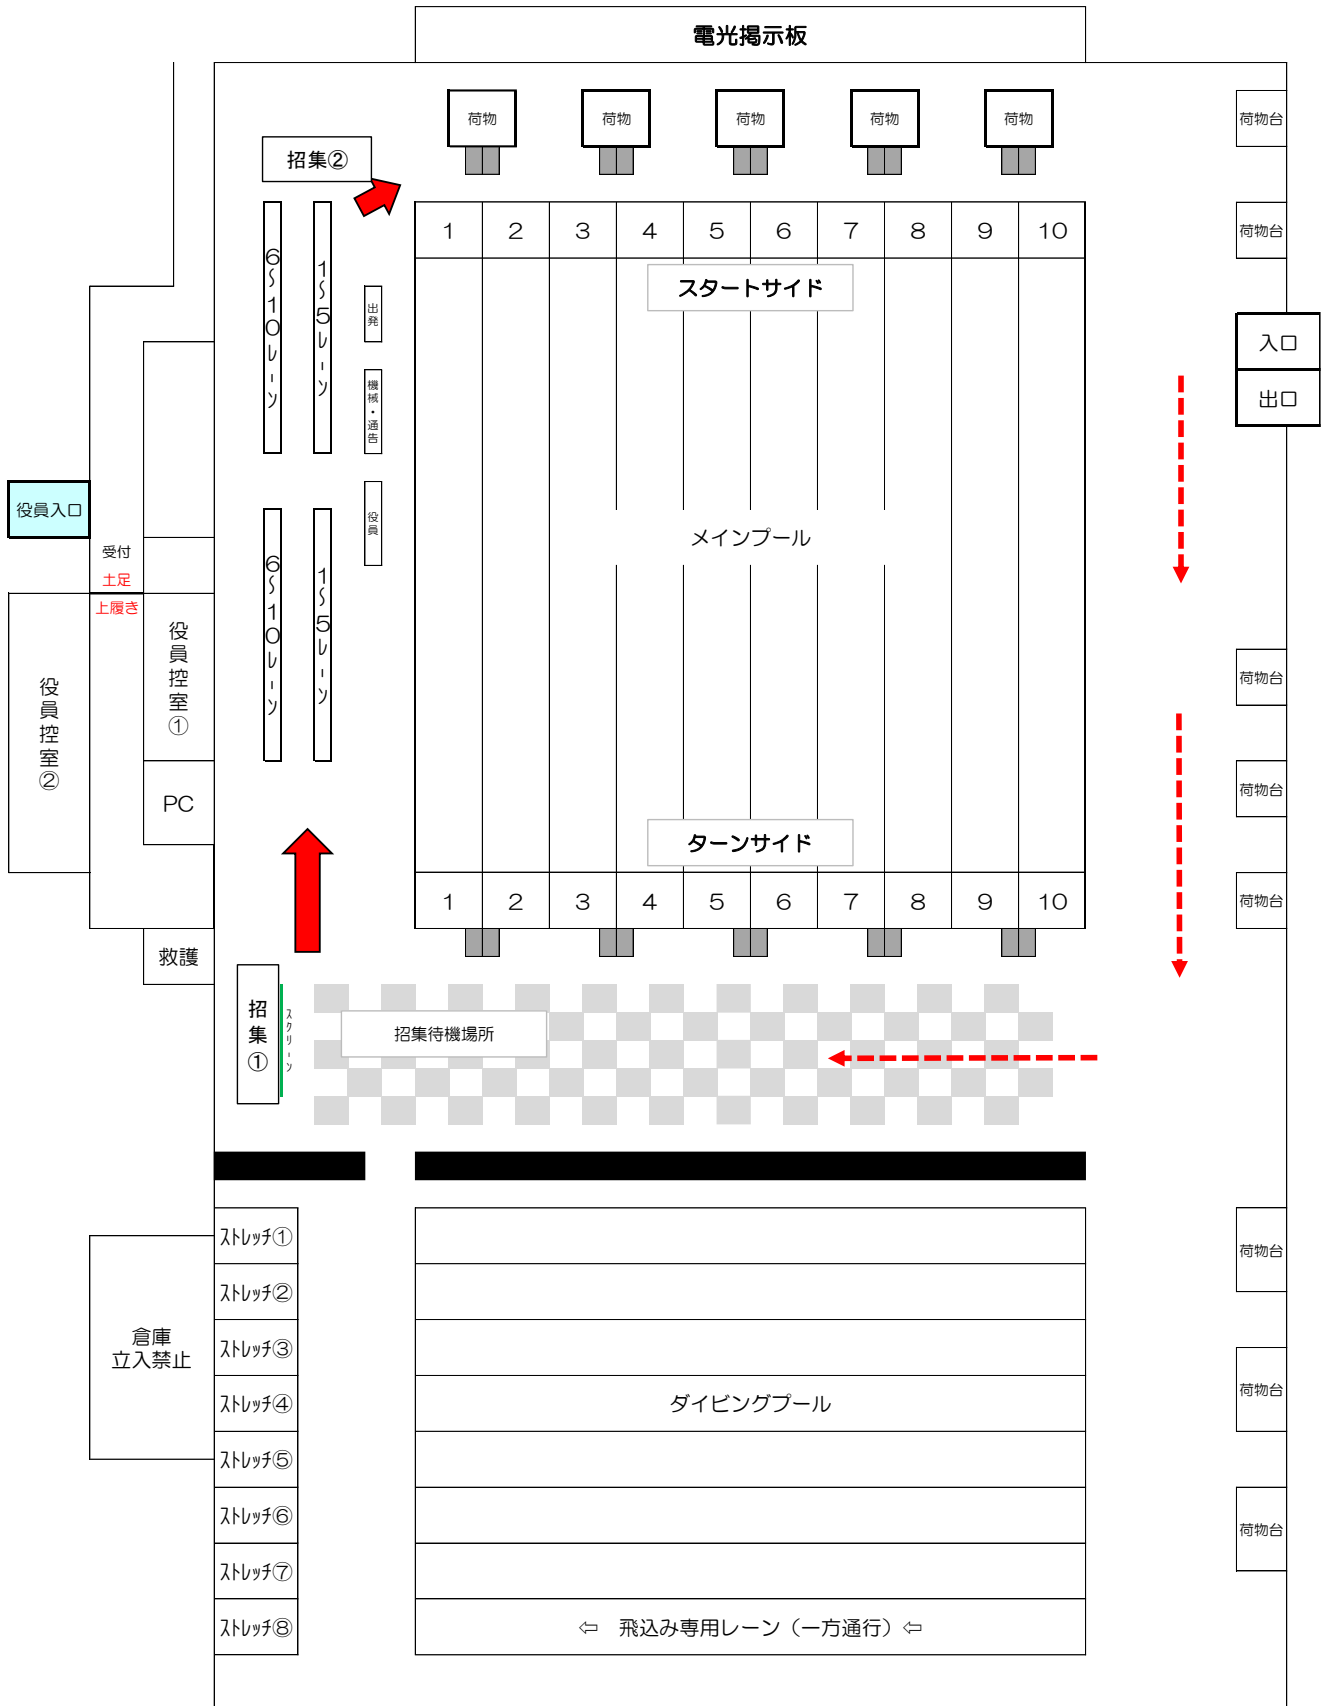 電光掲示板
荷物 荷物 荷物 荷物 荷物
荷物台
招集②
1 2 3 4 5 6 7 8 9 10
荷物台
スタートサイド
6～10レーン
1～5レーン
出発
機械・通告
役員
入口
出口
役員入口
受付
土足
上履き
メインプール
6～10レーン
1～5レーン
役員控室①
役員控室②
荷物台
PC
荷物台
ターンサイド
1 2 3 4 5 6 7 8 9 10
荷物台
救護
招集①
スクリーン
招集待機場所
ストレッチ①
荷物台
ストレッチ②
倉庫
立入禁止
ストレッチ③
ストレッチ④
ダイビングプール
荷物台
ストレッチ⑤
ストレッチ⑥
荷物台
ストレッチ⑦
ストレッチ⑧
⇦ 飛込み専用レーン（一方通行）⇦